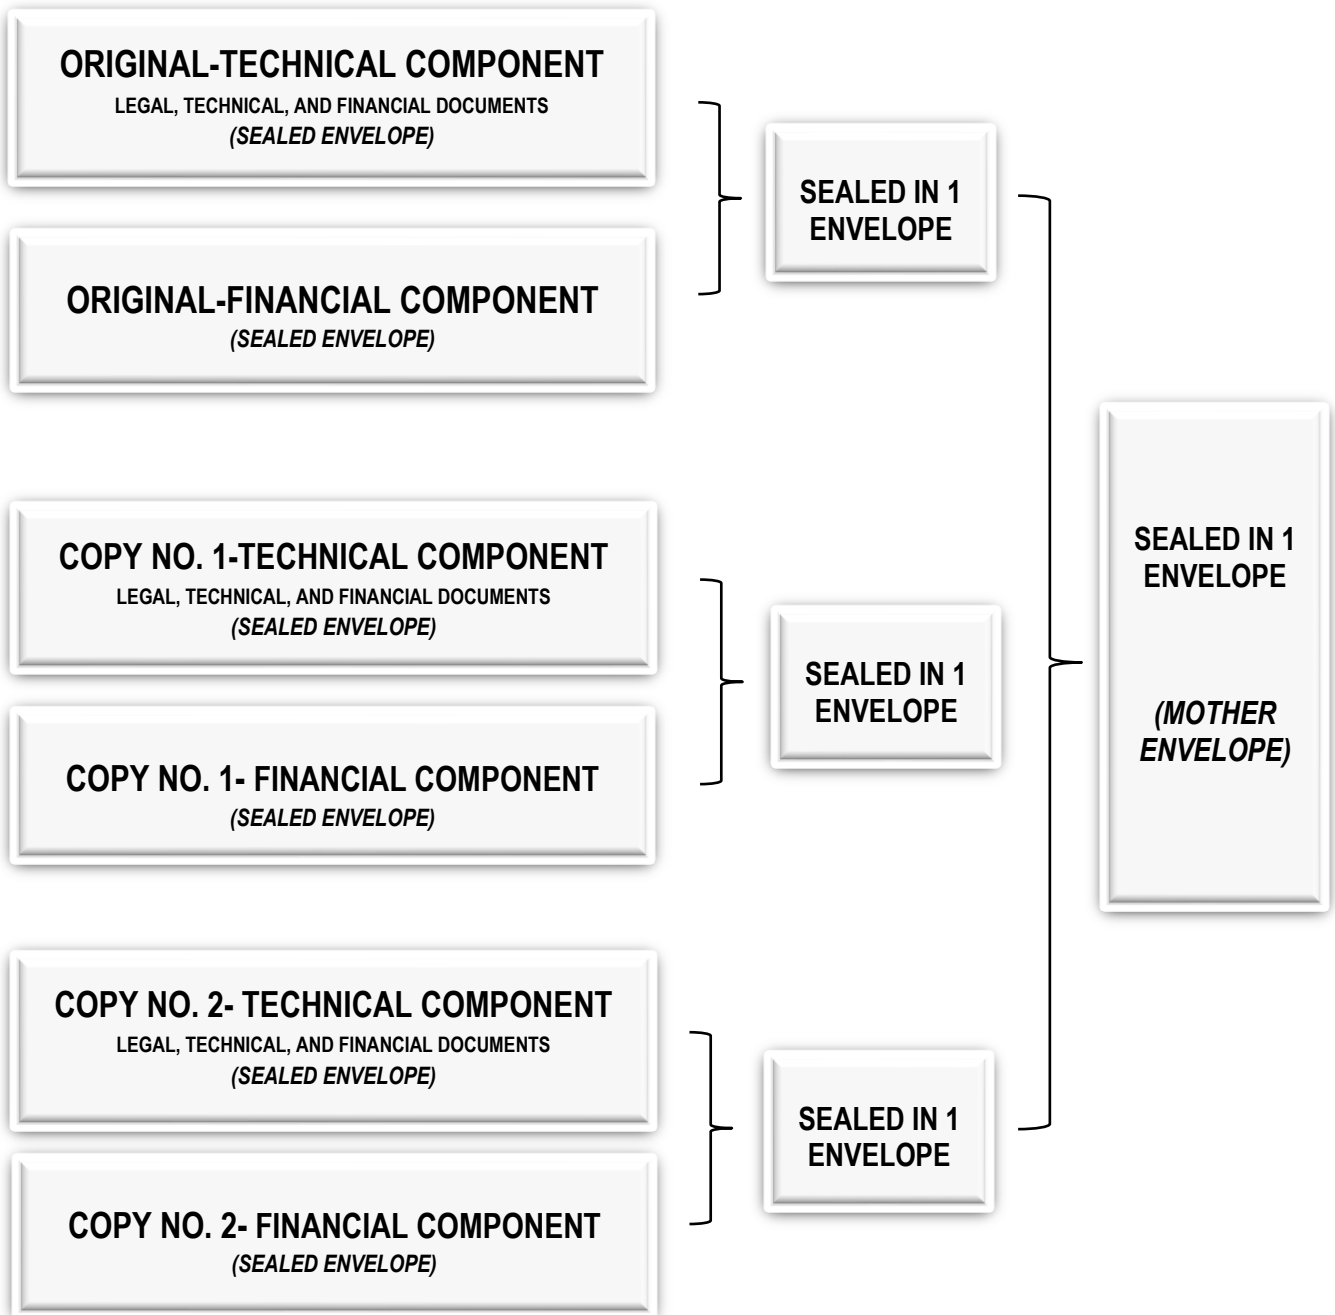 ORIGINAL-TECHNICAL COMPONENT
LEGAL, TECHNICAL, AND FINANCIAL DOCUMENTS
(SEALED ENVELOPE)
ORIGINAL-FINANCIAL COMPONENT
(SEALED ENVELOPE)
SEALED IN 1
ENVELOPE
COPY NO. 1-TECHNICAL COMPONENT
LEGAL, TECHNICAL, AND FINANCIAL DOCUMENTS
(SEALED ENVELOPE)
COPY NO. 1- FINANCIAL COMPONENT
(SEALED ENVELOPE)
SEALED IN 1
ENVELOPE
COPY NO. 2- TECHNICAL COMPONENT
LEGAL, TECHNICAL, AND FINANCIAL DOCUMENTS
(SEALED ENVELOPE)
COPY NO. 2- FINANCIAL COMPONENT
(SEALED ENVELOPE)
SEALED IN 1
ENVELOPE
SEALED IN 1
ENVELOPE
(MOTHER
ENVELOPE)